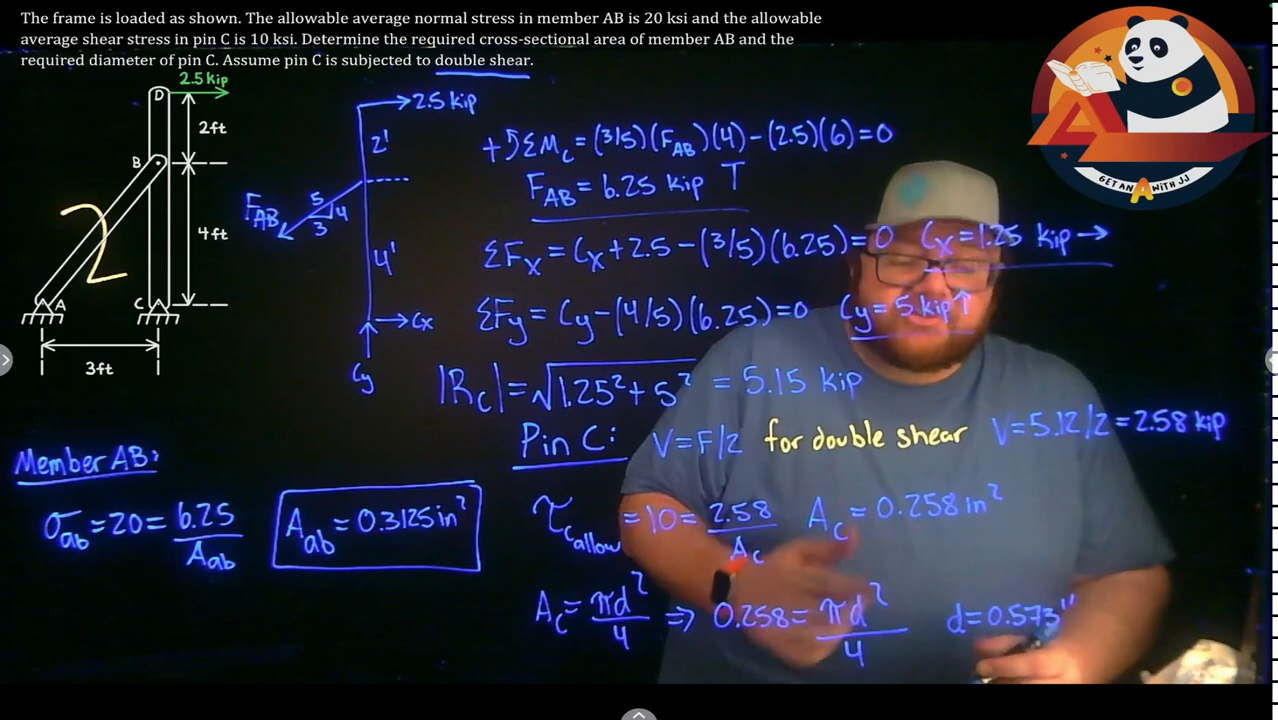 The frame is loaded as shown. The allowable average normal stress in member AB is 20 ksi and the allowable
average shear stress in pin C is 10 ksi. Determine the required cross-sectional area of member AB and the
required diameter of pin C. Assume pin C is subjected to double shear.
2.5 kip
D
2ft
B
4ft
A
C
3ft
2
2.5 kip
2'
F_AB
5
4
3
4'
Cx
Cy
+↺ΣM_C = (3/5)(F_AB)(4) - (2.5)(6) = 0
F_AB = 6.25 kip T
ΣF_x = C_x + 2.5 - (3/5)(6.25) = 0 C_x = 1.25 kip →
ΣF_y = C_y - (4/5)(6.25) = 0 C_y = 5 kip ↑
|R_C| = √1.25² + 5² = 5.15 kip
Pin C: V = F/2 for double shear V = 5.12/2 = 2.58 kip
Member AB:
σ_ab = 20 = 6.25/A_ab A_ab = 0.3125 in²
τ_c allow = 10 = 2.58/A_c A_c = 0.258 in²
A_c = πd²/4 ⇒ 0.258 = πd²/4 d = 0.573"
GET AN A WITH JJ